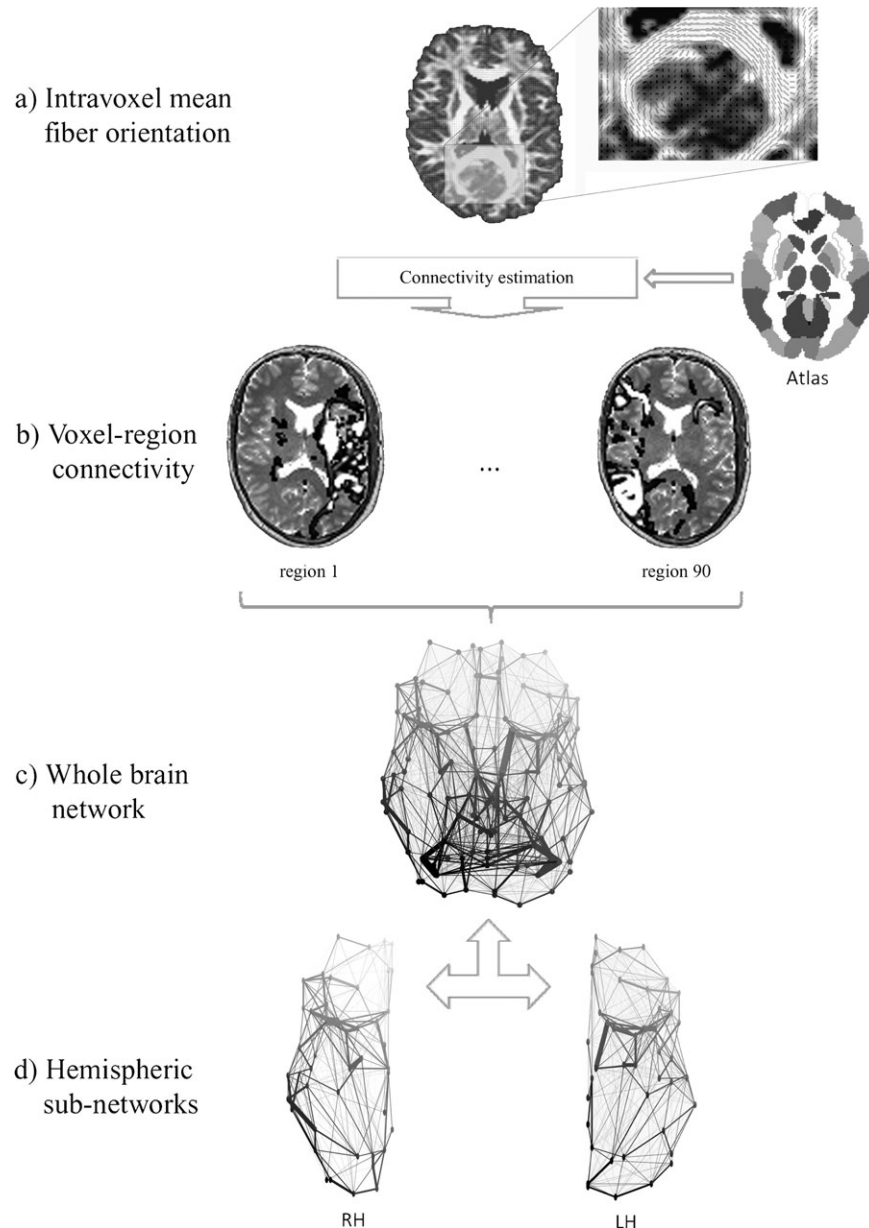 a) Intravoxel mean
fiber orientation
Connectivity estimation
Atlas
b) Voxel-region
connectivity
...
region 1
region 90
c) Whole brain
network
d) Hemispheric
sub-networks
RH
LH